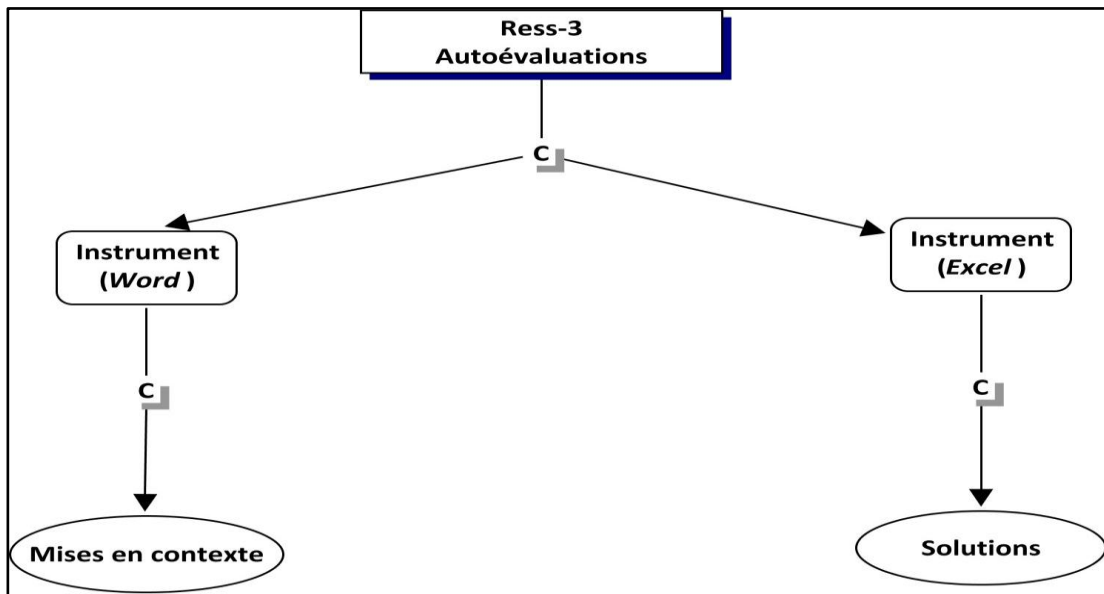 Ress-3
Autoévaluations
C
Instrument
(Word )
Instrument
(Excel )
C
C
Mises en contexte
Solutions